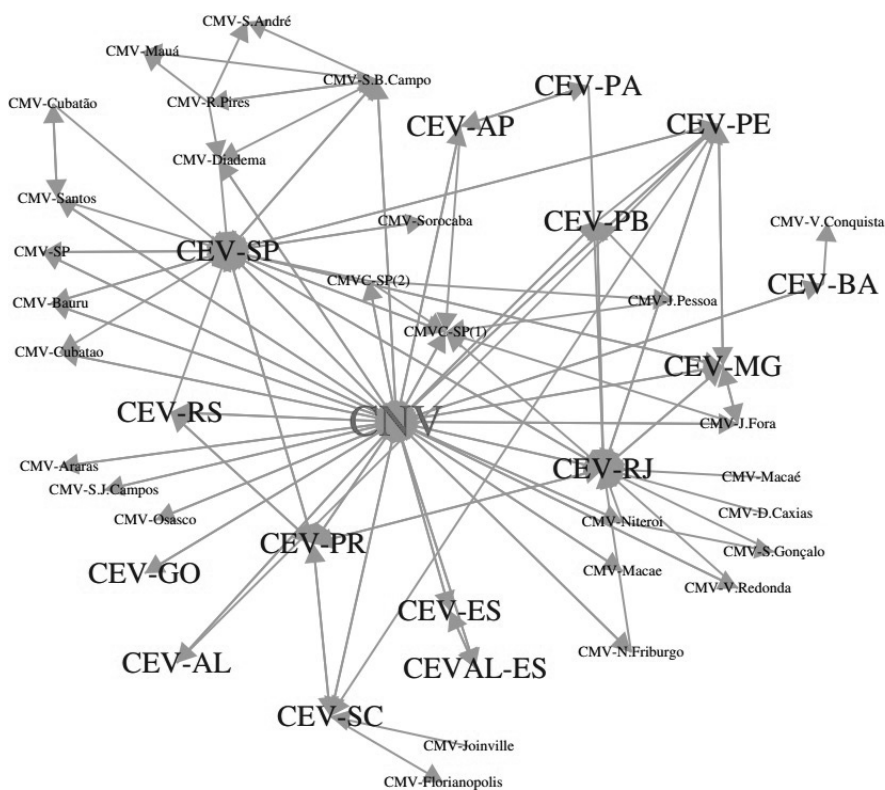 CMV-S.André
CMV-Mauá
CMV-S.B.Campo
CEV-PA
CMV-Cubatão
CMV-R.Pires
CEV-AP
CEV-PE
CMV-Diadema
CMV-Santos
CMV-Sorocaba
CEV-PB
CMV-V.Conquista
CMV-SP
CEV-SP
CMVC-SP(2)
CEV-BA
CMV-Bauru
CMV-J.Pessoa
CMVC-SP(1)
CMV-Cubatao
CEV-MG
CEV-RS
CNV
CMV-J.Fora
CMV-Araras
CEV-RJ
CMV-Macaé
CMV-S.J.Campos
CMV-Osasco
CMV-Niteroi
CMV-D.Caxias
CEV-PR
CMV-S.Gonçalo
CEV-GO
CMV-Macae
CMV-V.Redonda
CEV-ES
CEV-AL
CEVAL-ES
CMV-N.Friburgo
CEV-SC
CMV-Joinville
CMV-Florianopolis